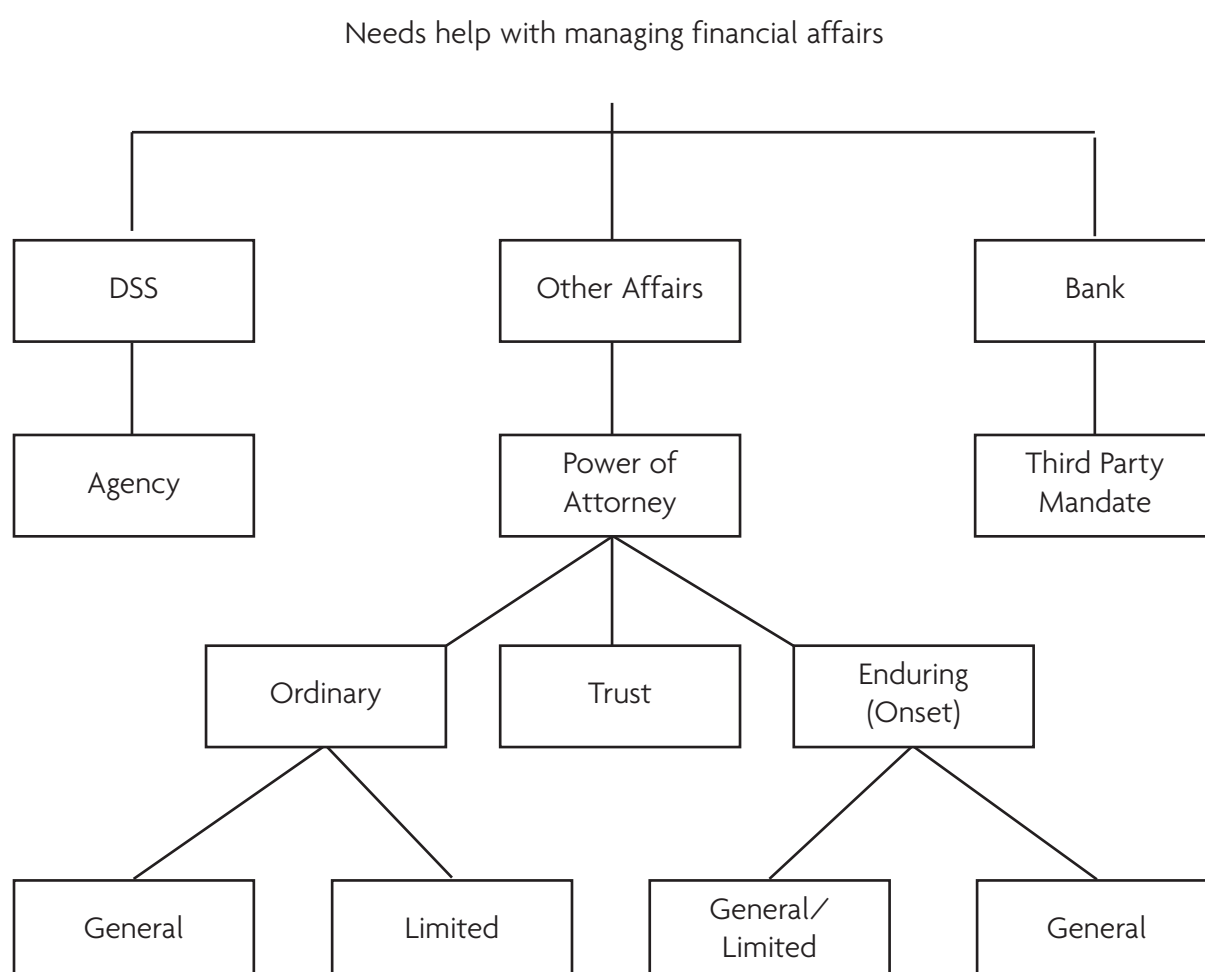 Needs help with managing financial affairs
DSS
Other Affairs
Bank
Agency
Power of
Attorney
Third Party
Mandate
Ordinary
Trust
Enduring
(Onset)
General
Limited
General/
Limited
General